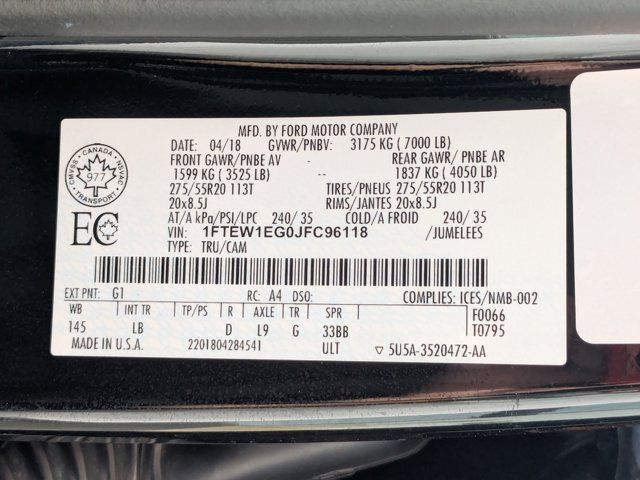 MFD. BY FORD MOTOR COMPANY
DATE: 04/18 GVWR/PNBV: 3175 KG ( 7000 LB)
FRONT GAWR/PNBE AV - REAR GAWR/ PNBE AR
1599 KG ( 3525 LB) -- 1837 KG ( 4050 LB)
275/55R20 113T TIRES/PNEUS 275/55R20 113T
20x8.5J RIMS/JANTES 20x8.5J
AT/A kPa/PSI/LPC 240/ 35 COLD/A FROID 240/ 35
VIN: 1FTEW1EG0JFC96118 /JUMELEES
TYPE: TRU/CAM
CANADA
CMVSS NSVAC
977
TRANSPORT
EC
EXT PNT: G1 RC: A4 DSO: COMPLIES: ICES/NMB-002
WB INT TR TP/PS R AXLE TR SPR F0066
145 LB D L9 G 33BB T0795
MADE IN U.S.A. 2201804284541 ULT ▽ 5U5A-3520472-AA